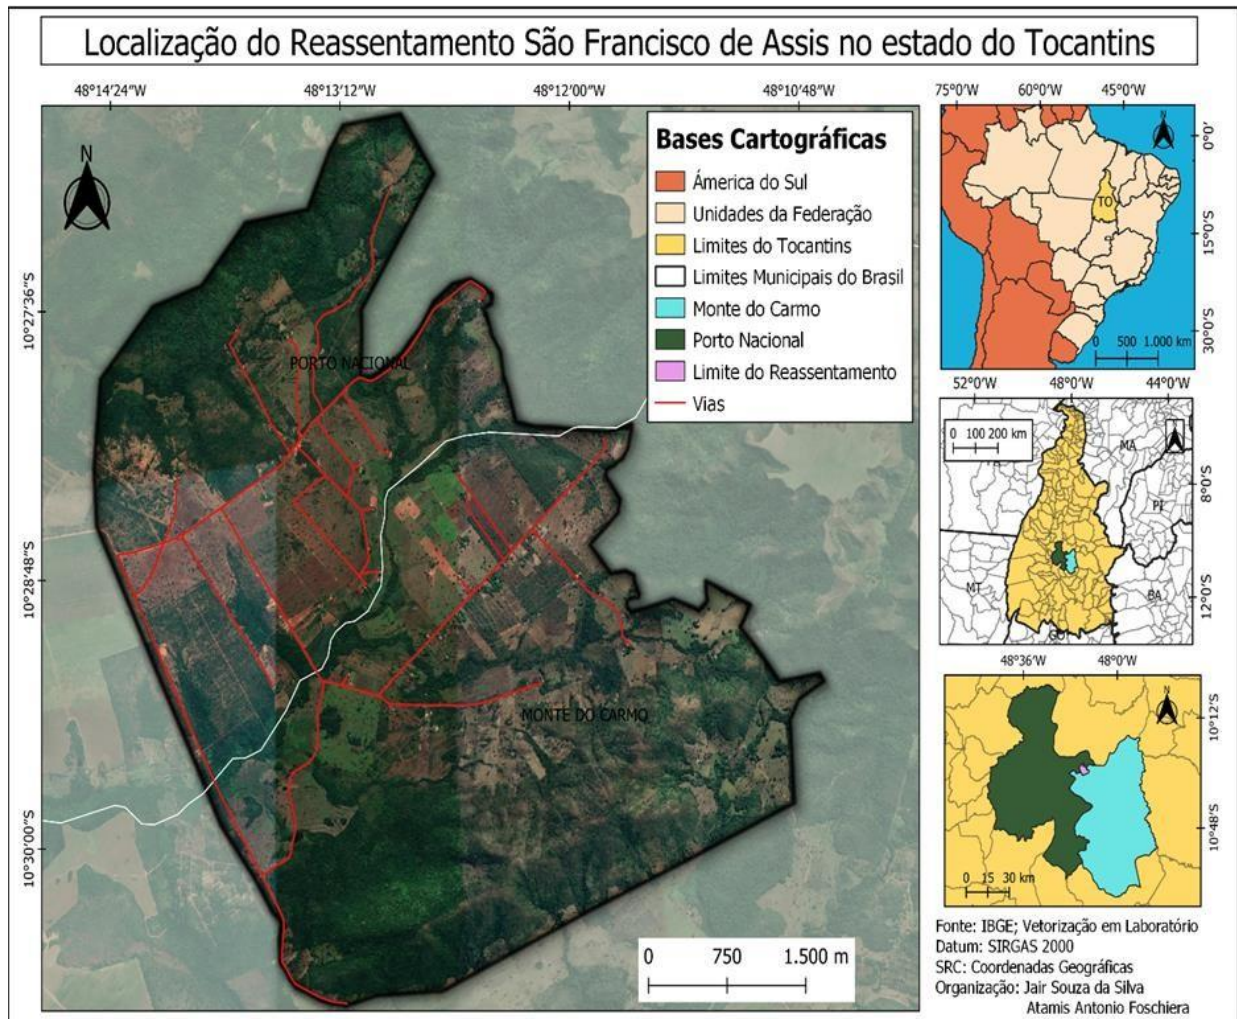 Localização do Reassentamento São Francisco de Assis no estado do Tocantins
48°14'24"W 48°13'12"W 48°12'00"W 48°10'48"W
N
10°27'36"S
10°28'48"S
10°30'00"S
PORTO NACIONAL
MONTE DO CARMO
Bases Cartográficas
Ámerica do Sul
Unidades da Federação
Limites do Tocantins
Limites Municipais do Brasil
Monte do Carmo
Porto Nacional
Limite do Reassentamento
Vias
0 750 1.500 m
75°0'W 60°0'W 45°0'W
N
0°0'
15°0'S
30°0'S
TO
0 500 1.000 km
52°0'W 48°0'W 44°0'W
0 100 200 km
N
MA
PI
MT
BA
GO
8°0'S
12°0'S
48°36'W 48°0'W
N
10°12'S
10°48'S
0 15 30 km
Fonte: IBGE; Vetorização em Laboratório
Datum: SIRGAS 2000
SRC: Coordenadas Geográficas
Organização: Jair Souza da Silva
Atamis Antonio Foschiera